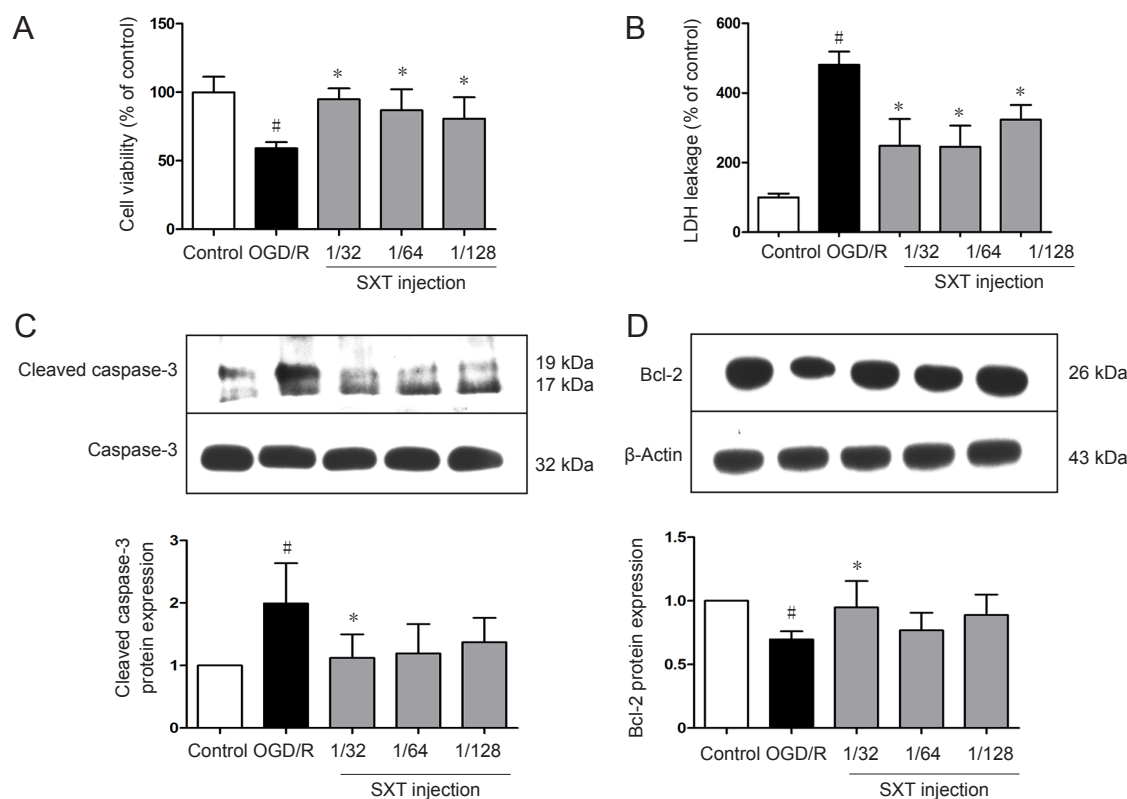 A
Cell viability (% of control)
150
100
50
0
#
*
*
*
Control OGD/R 1/32 1/64 1/128
SXT injection
B
LDH leakage (% of control)
800
600
400
200
0
#
*
*
*
Control OGD/R 1/32 1/64 1/128
SXT injection
C
Cleaved caspase-3
19 kDa
17 kDa
Caspase-3
32 kDa
Cleaved caspase-3
protein expression
3
2
1
0
#
*
Control OGD/R 1/32 1/64 1/128
SXT injection
D
Bcl-2
26 kDa
β-Actin
43 kDa
Bcl-2 protein expression
1.5
1.0
0.5
0.0
#
*
Control OGD/R 1/32 1/64 1/128
SXT injection